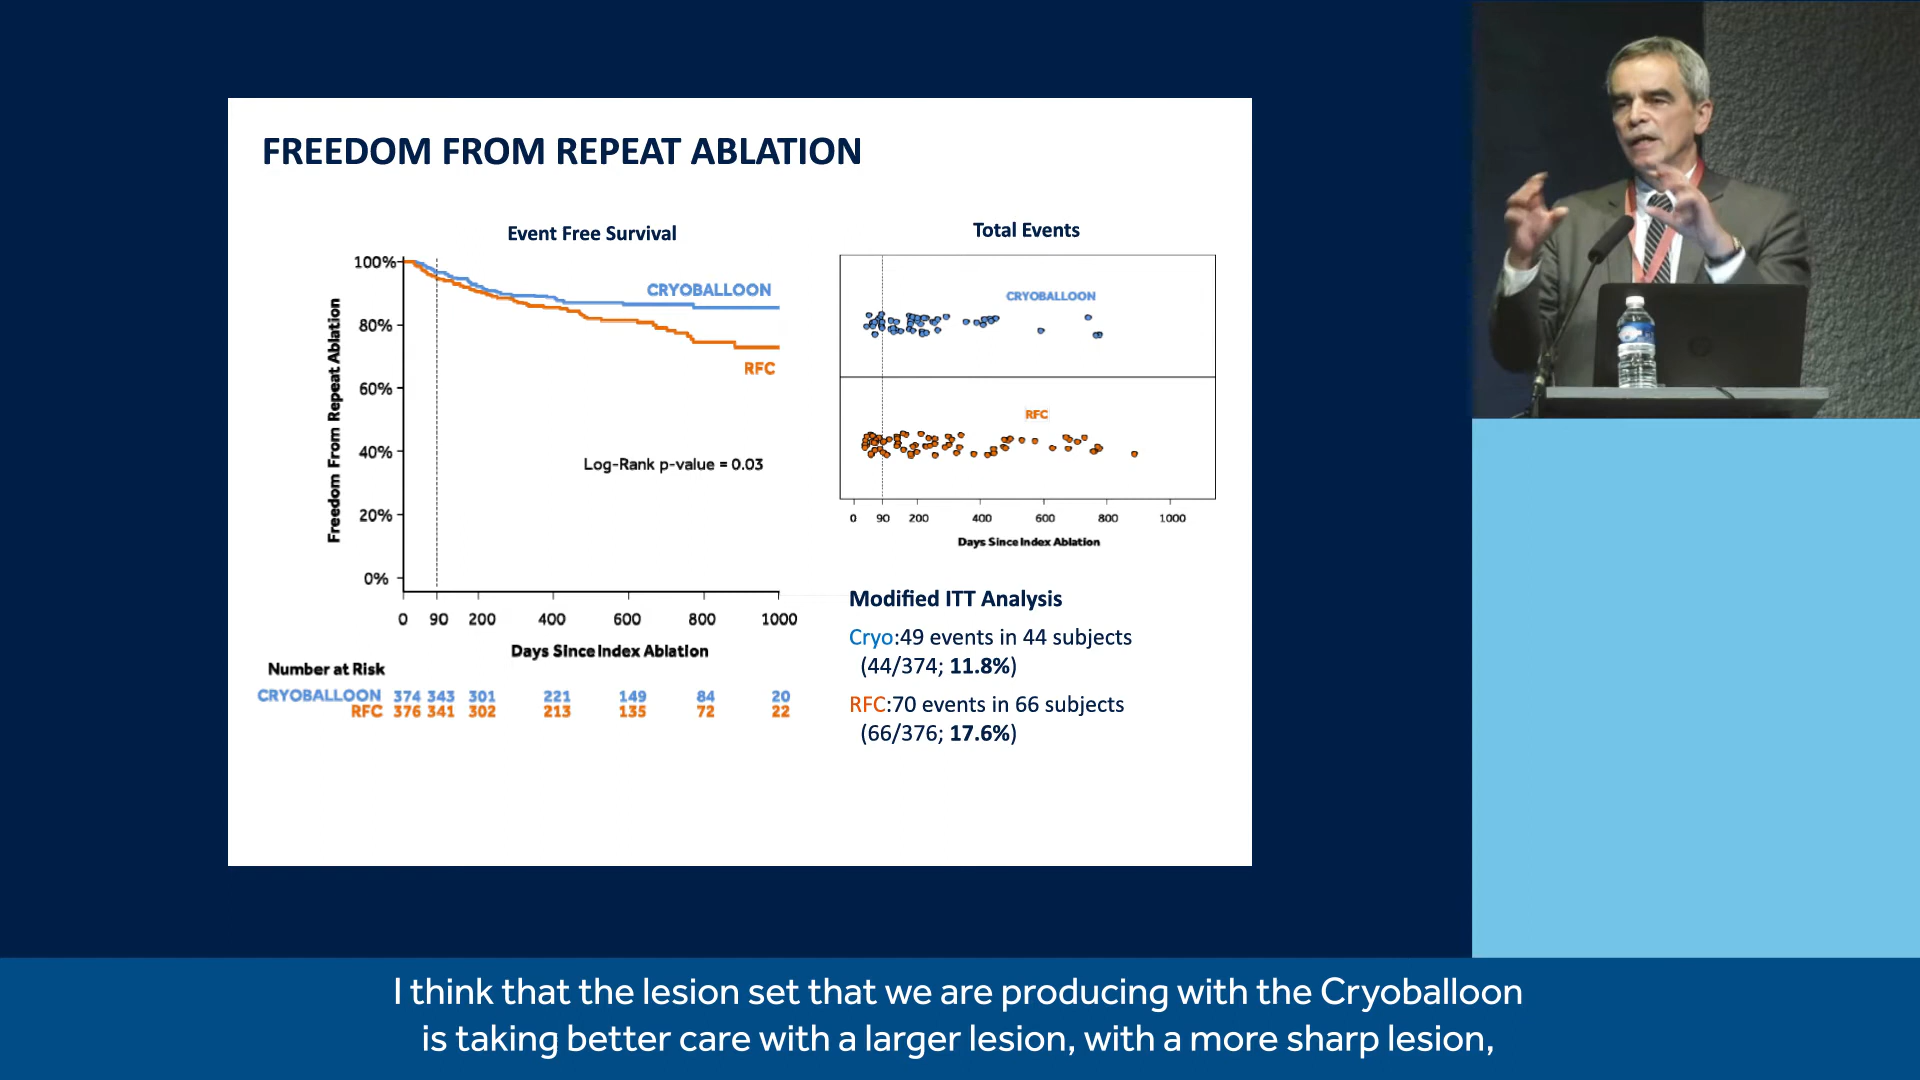 FREEDOM FROM REPEAT ABLATION
Event Free Survival
Freedom From Repeat Ablation
100%
80%
60%
40%
20%
0%
CRYOBALLOON
RFC
Log-Rank p-value = 0.03
0 90 200 400 600 800 1000
Days Since Index Ablation
Number at Risk
CRYOBALLOON 374 343 301 221 149 84 20
RFC 376 341 302 213 135 72 22
Total Events
CRYOBALLOON
RFC
0 90 200 400 600 800 1000
Days Since Index Ablation
Modified ITT Analysis
Cryo:49 events in 44 subjects
(44/374; 11.8%)
RFC:70 events in 66 subjects
(66/376; 17.6%)
I think that the lesion set that we are producing with the Cryoballoon
is taking better care with a larger lesion, with a more sharp lesion,